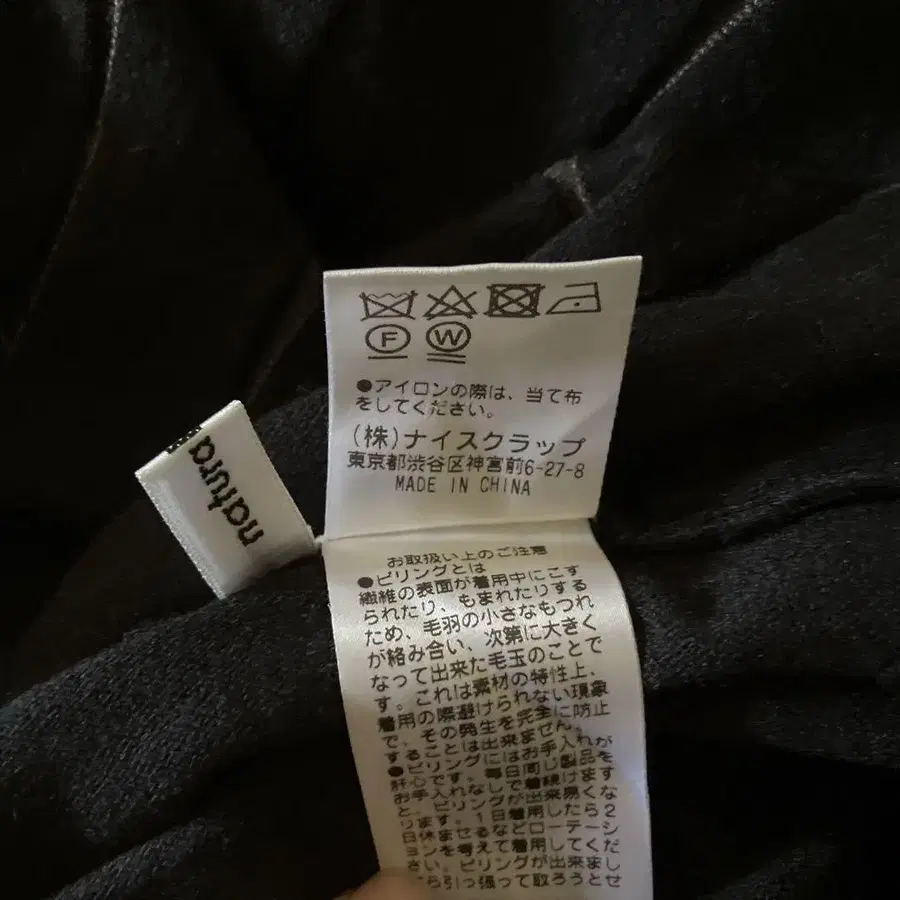 F W
●アイロンの際は、当て布
をしてください。
(株)ナイスクラップ
東京都渋谷区神宮前6-27-8
MADE IN CHINA
natura
お取扱い上のご注意
●ピリングとは
繊維の表面が着用中にこす
られたり、もまれたりする
ため、毛羽の小さなもつれ
が絡み合い、次第に大きく
なって出来た毛玉のことで
す。これは素材の特性上、
着用の際避けられない現象
で、その発生を完全に防止
することは出来ません。
●ピリングにはお手入れが
肝心です。毎日同じ製品を
お手入れなしで着続けます
と、ピリングが出来易くな
ります。1日着用したら2
日休ませるなどローテーシ
ョンを考えて着用してくだ
さい。ピリングが出来まし
たら引っ張って取ろうとせ